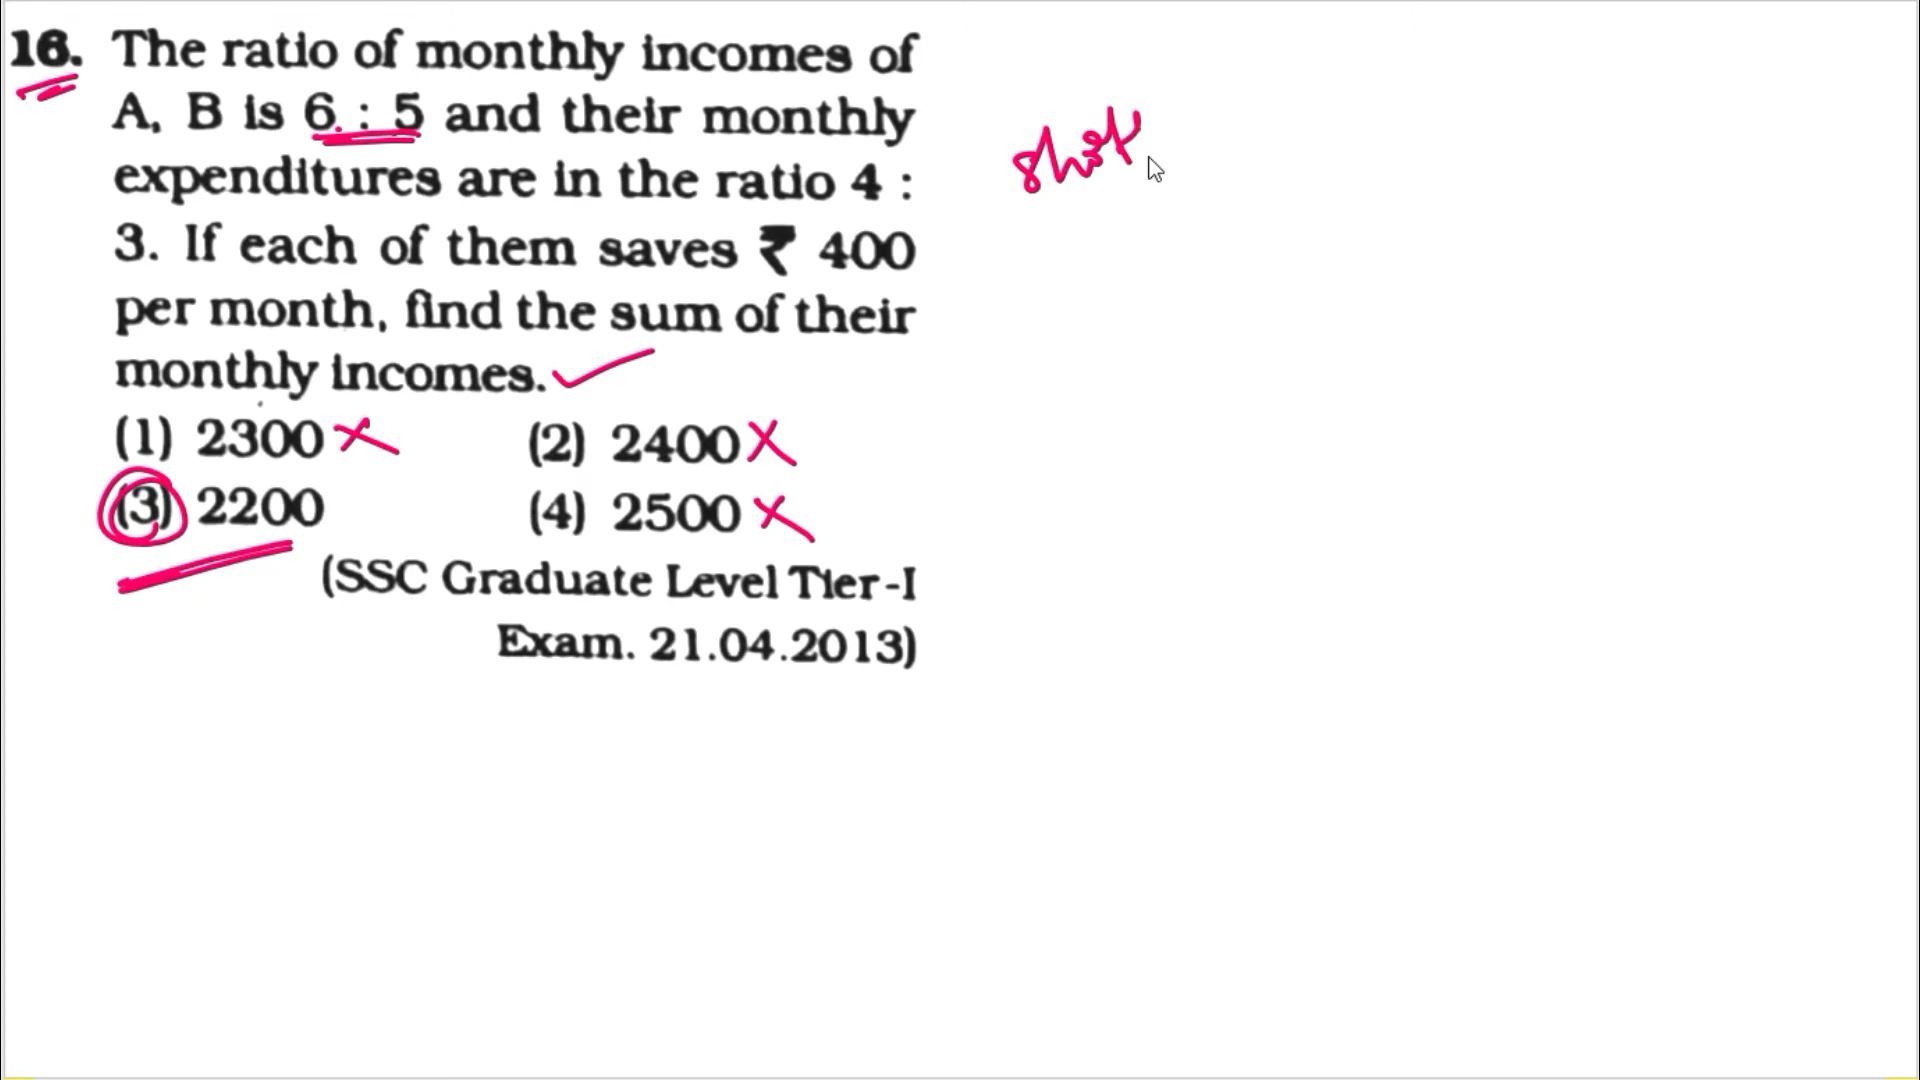 16. The ratio of monthly incomes of
A, B is 6 : 5 and their monthly
expenditures are in the ratio 4 :
3. If each of them saves ₹ 400
per month, find the sum of their
monthly incomes.
(1) 2300 (2) 2400
(3) 2200 (4) 2500
(SSC Graduate Level Tier-I
Exam. 21.04.2013)